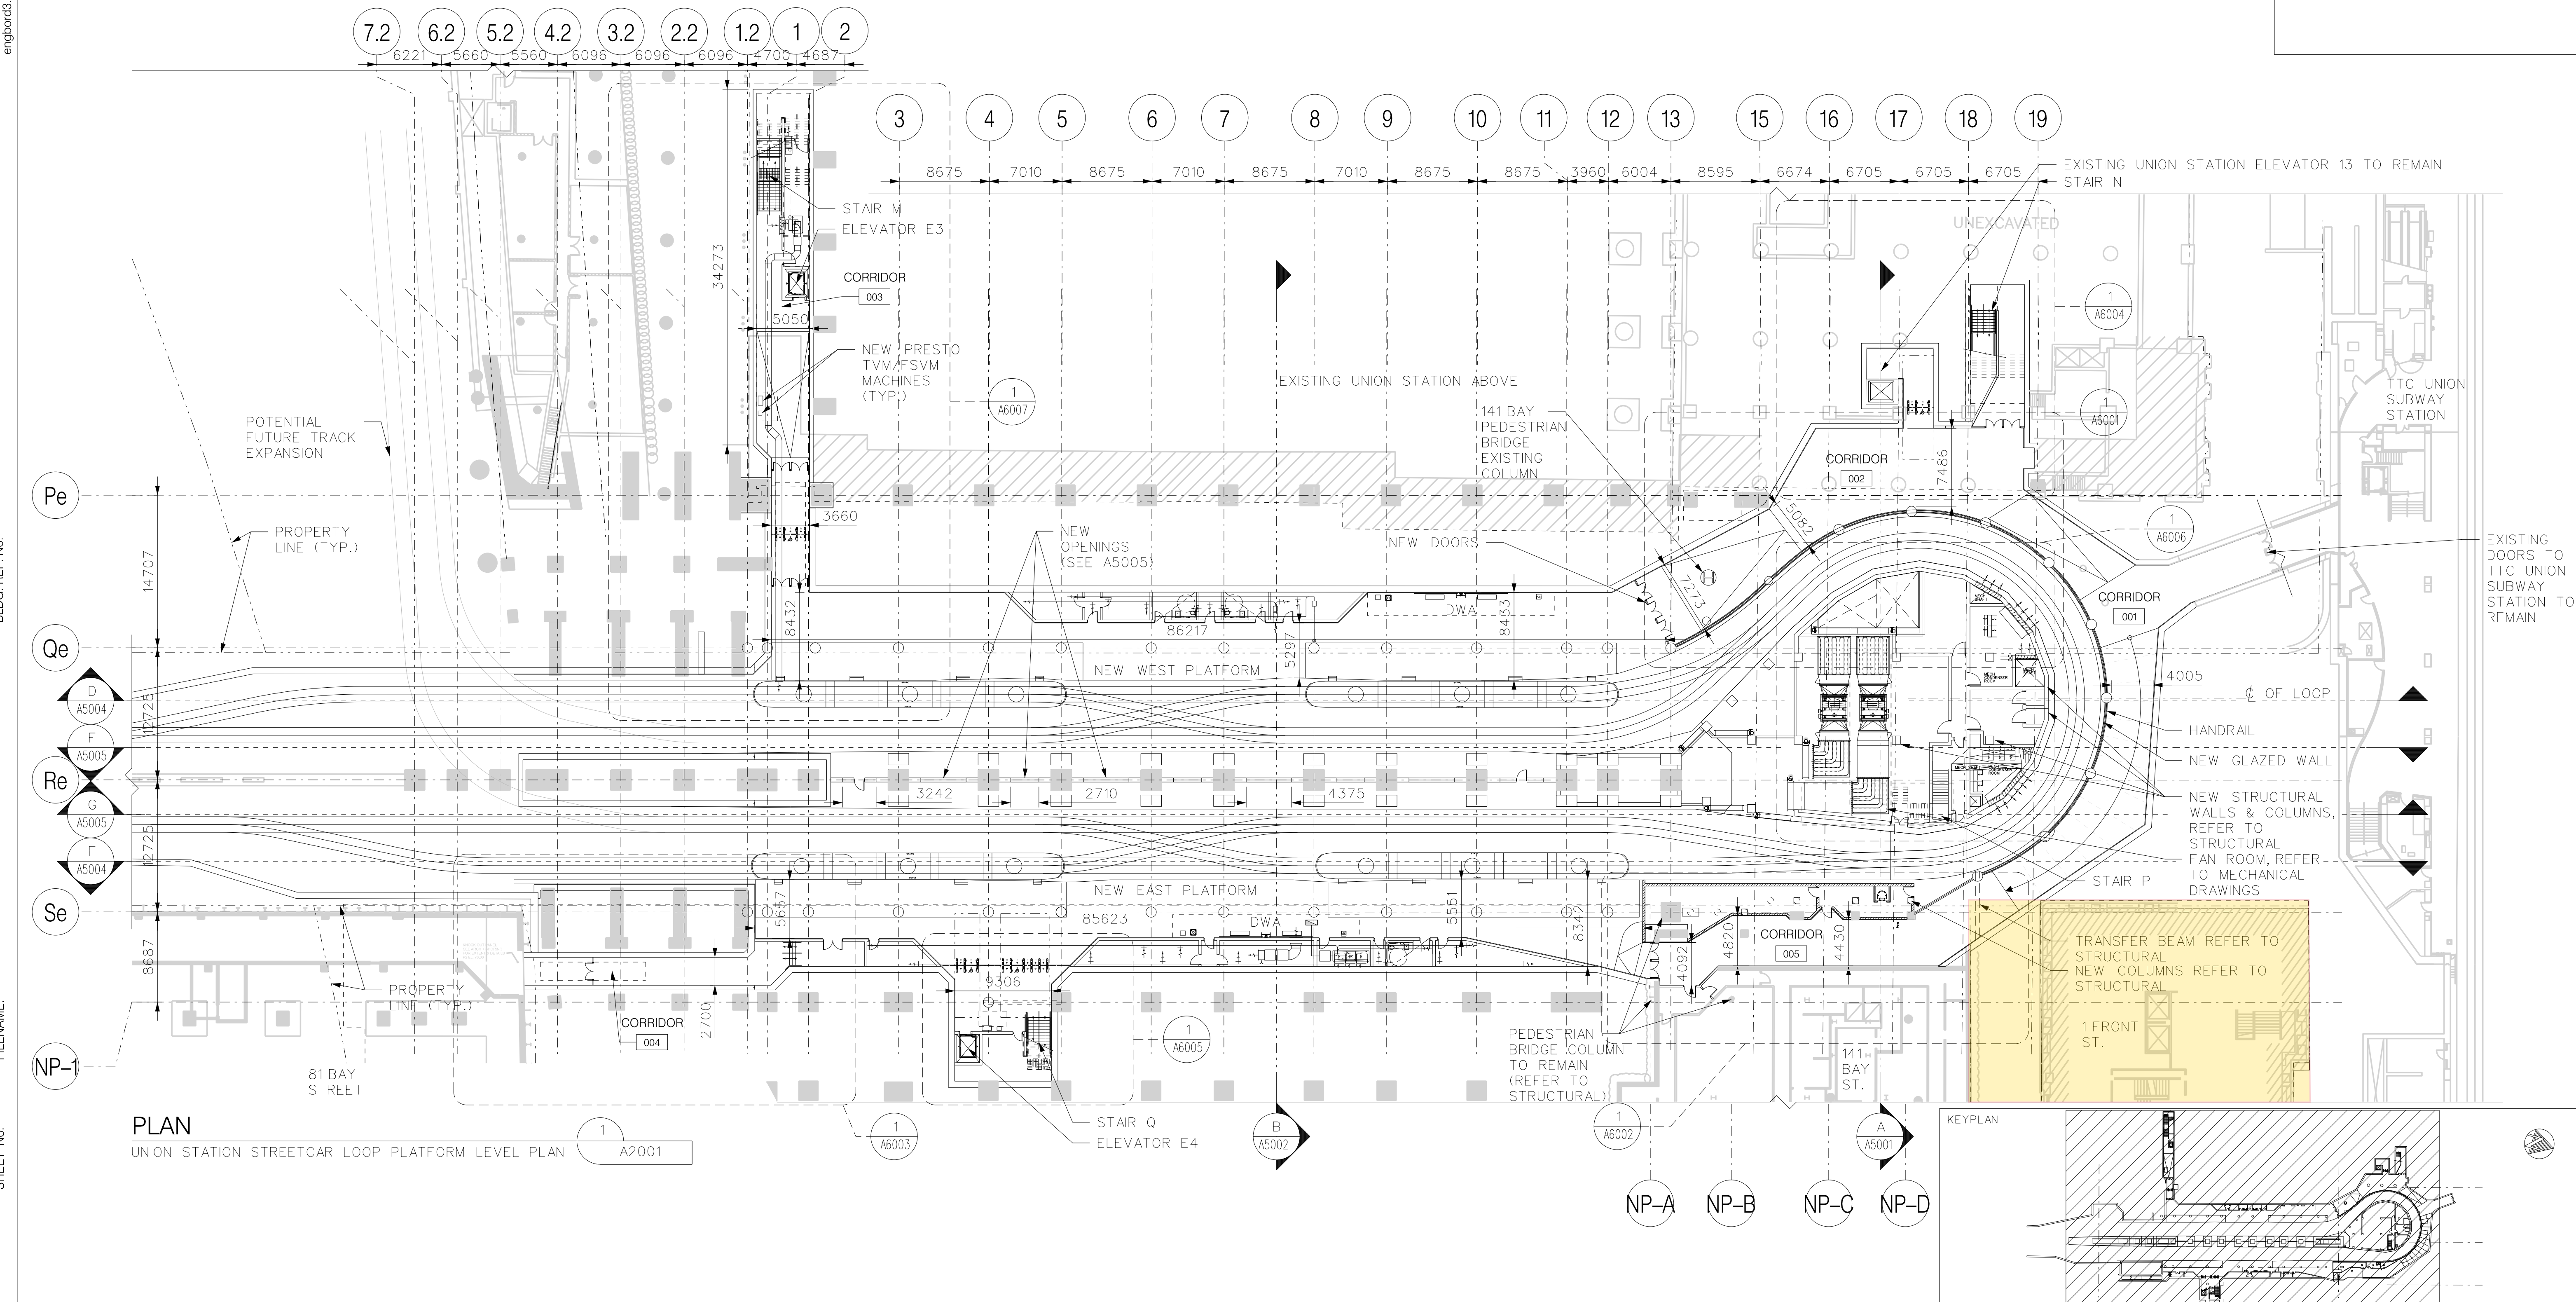 engbord3.
BLDG. REF. No.
FILENAME:
SHEET No.
7.2
6.2
5.2
4.2
3.2
2.2
1.2
1
2
6221
5660
5560
6096
6096
6096
4700
4687
3
4
5
6
7
8
9
10
11
12
13
15
16
17
18
19
8675
7010
8675
7010
8675
7010
8675
8675
3960
6004
8595
6674
6705
6705
6705
EXISTING UNION STATION ELEVATOR 13 TO REMAIN
STAIR N
UNEXCAVATED
STAIR M
ELEVATOR E3
34273
CORRIDOR
003
5050
NEW PRESTO
TVM/FSVM
MACHINES
(TYP.)
1
A6007
EXISTING UNION STATION ABOVE
141 BAY
PEDESTRIAN
BRIDGE
EXISTING
COLUMN
1
A6004
1
A6001
TTC UNION
SUBWAY
STATION
POTENTIAL
FUTURE TRACK
EXPANSION
CORRIDOR
002
7486
Pe
3660
5082
1
A6006
PROPERTY
LINE (TYP.)
NEW
OPENINGS
(SEE A5005)
NEW DOORS
7273
EXISTING
DOORS TO
TTC UNION
SUBWAY
STATION TO
REMAIN
14707
8432
86217
5297
DWA
8433
CORRIDOR
001
MECH
CONDENSER
ROOM
Qe
NEW WEST PLATFORM
4005
D
A5004
12725
℄ OF LOOP
F
A5005
HANDRAIL
NEW GLAZED WALL
Re
3242
2710
4375
G
A5005
NEW STRUCTURAL
WALLS & COLUMNS,
REFER TO
STRUCTURAL
FAN ROOM, REFER
TO MECHANICAL
DRAWINGS
12725
E
A5004
STAIR P
NEW EAST PLATFORM
Se
5657
85623
DWA
5551
8342
4092
4820
CORRIDOR
005
4430
TRANSFER BEAM REFER TO
STRUCTURAL
NEW COLUMNS REFER TO
STRUCTURAL
8687
PROPERTY
LINE (TYP.)
9306
2700
CORRIDOR
004
1
A6005
PEDESTRIAN
BRIDGE COLUMN
TO REMAIN
(REFER TO
STRUCTURAL)
141
BAY
ST.
1 FRONT
ST.
NP-1
81 BAY
STREET
PLAN
UNION STATION STREETCAR LOOP PLATFORM LEVEL PLAN
1
A2001
1
A6003
STAIR Q
ELEVATOR E4
B
A5002
1
A6002
A
A5001
KEYPLAN
NP-A
NP-B
NP-C
NP-D